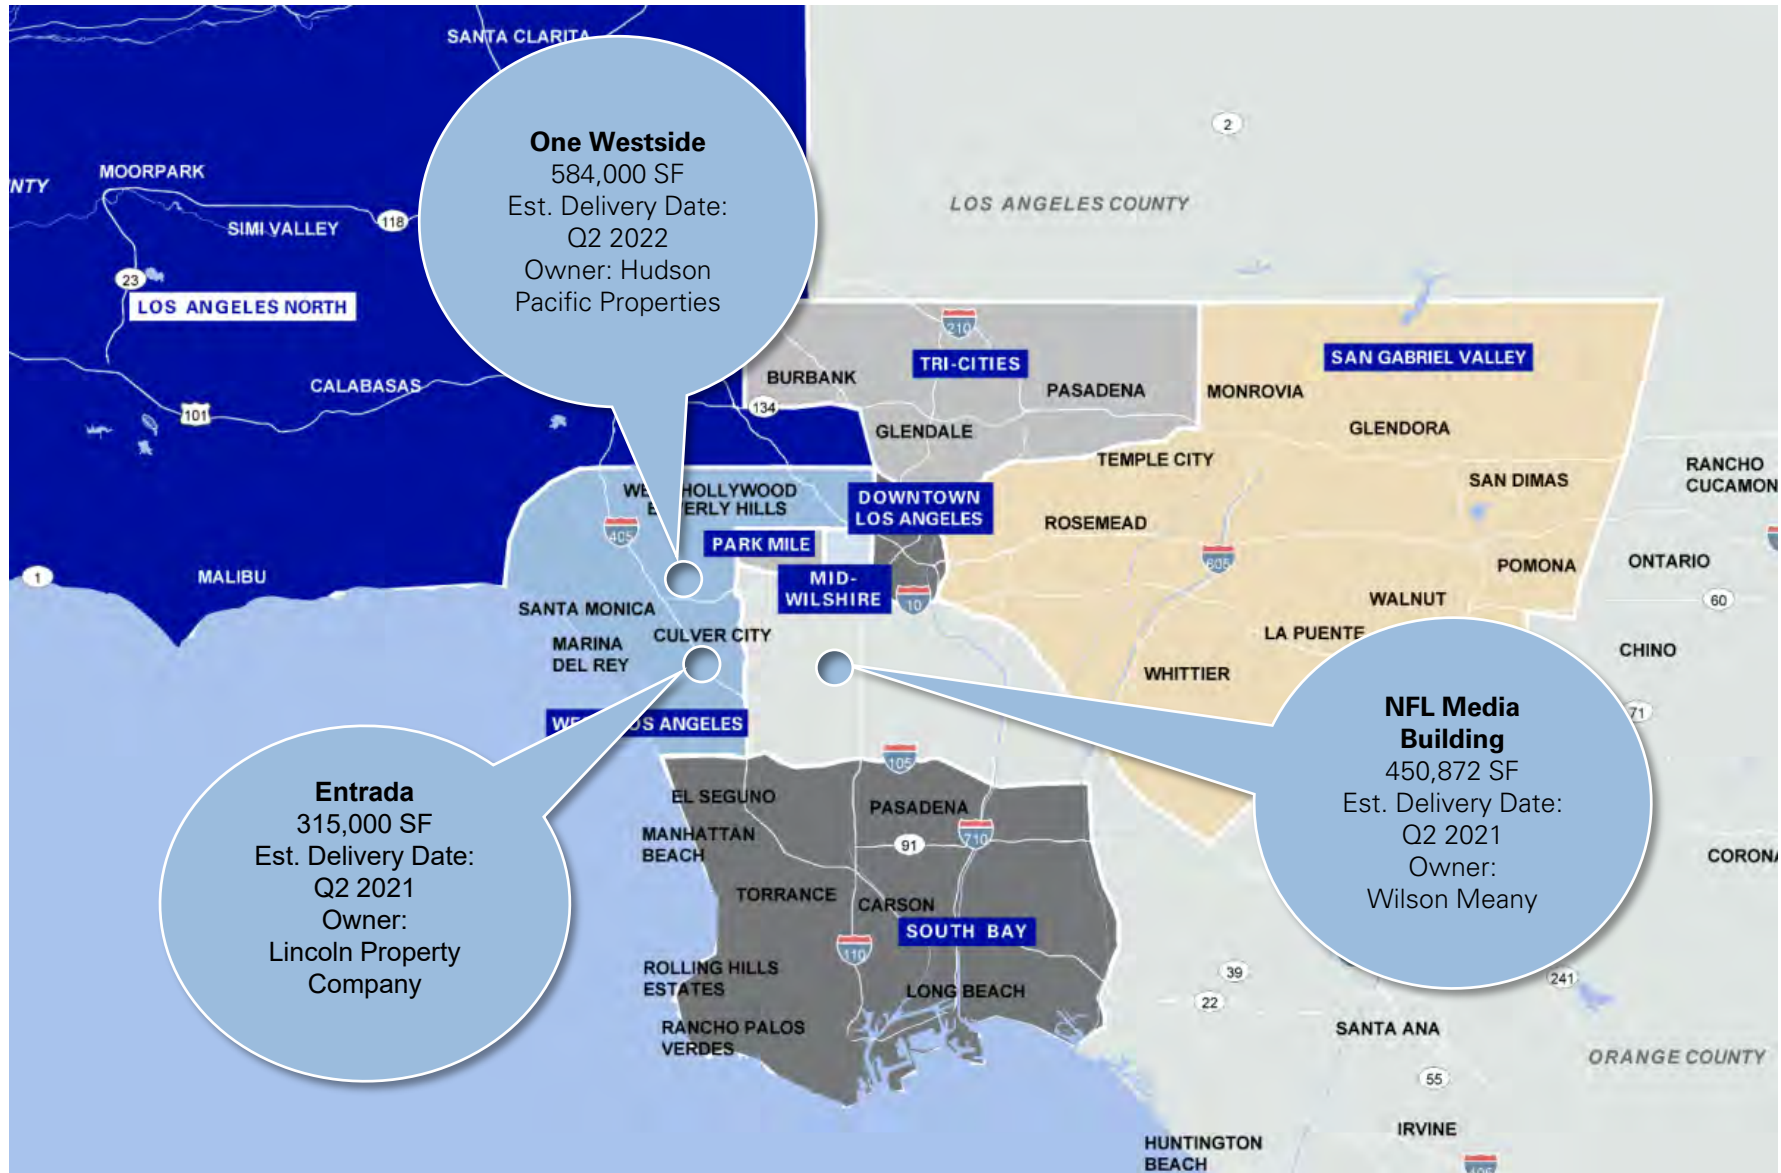 SANTA CLARITA
One Westside
584,000 SF
Est. Delivery Date:
Q2 2022
Owner: Hudson
Pacific Properties
2
MOORPARK
NTY
LOS ANGELES COUNTY
SIMI VALLEY
118
23
LOS ANGELES NORTH
210
TRI-CITIES
SAN GABRIEL VALLEY
BURBANK
CALABASAS
PASADENA
MONROVIA
101
134
GLENDALE
GLENDORA
TEMPLE CITY
RANCHO
CUCAMON
SAN DIMAS
HOLLYWOOD
HILLS
DOWNTOWN
LOS ANGELES
ROSEMEAD
405
PARK MILE
605
POMONA
ONTARIO
1
MALIBU
MID-
WILSHIRE
10
WALNUT
60
SANTA MONICA
CULVER CITY
LA PUENTE
MARINA
DEL REY
CHINO
WHITTIER
71
ANGELES
NFL Media
Building
450,872 SF
Est. Delivery Date:
Q2 2021
Owner:
Wilson Meany
105
Entrada
315,000 SF
Est. Delivery Date:
Q2 2021
Owner:
Lincoln Property
Company
EL SEGUNO
PASADENA
MANHATTAN
BEACH
710
91
CORONA
TORRANCE
CARSON
SOUTH BAY
110
ROLLING HILLS
ESTATES
39
241
LONG BEACH
22
RANCHO PALOS
VERDES
SANTA ANA
ORANGE COUNTY
55
IRVINE
HUNTINGTON
BEACH
405